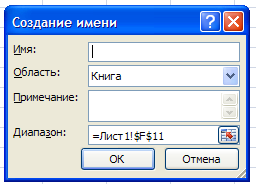 Создание имени
Имя:
Область: Книга
Примечание:
Диапазон: =Лист1!$F$11
ОК Отмена